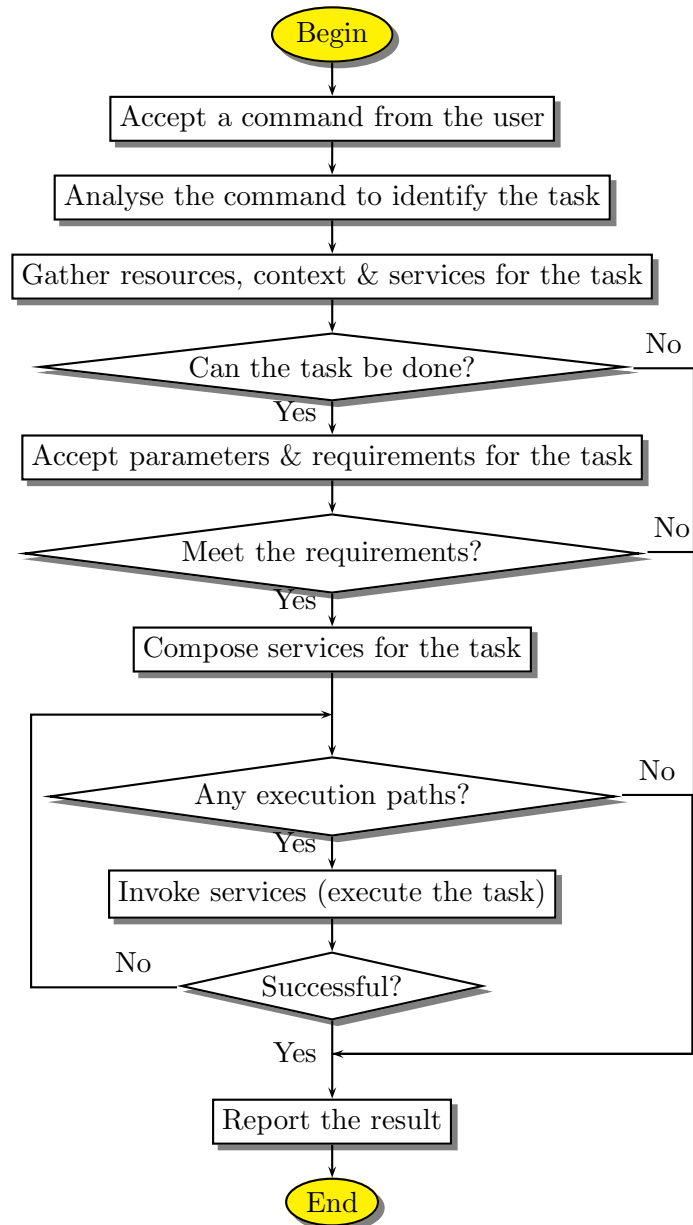 Begin
Accept a command from the user
Analyse the command to identify the task
Gather resources, context & services for the task
No
Can the task be done?
Yes
Accept parameters & requirements for the task
No
Meet the requirements?
Yes
Compose services for the task
No
Any execution paths?
Yes
Invoke services (execute the task)
No
Successful?
Yes
Report the result
End